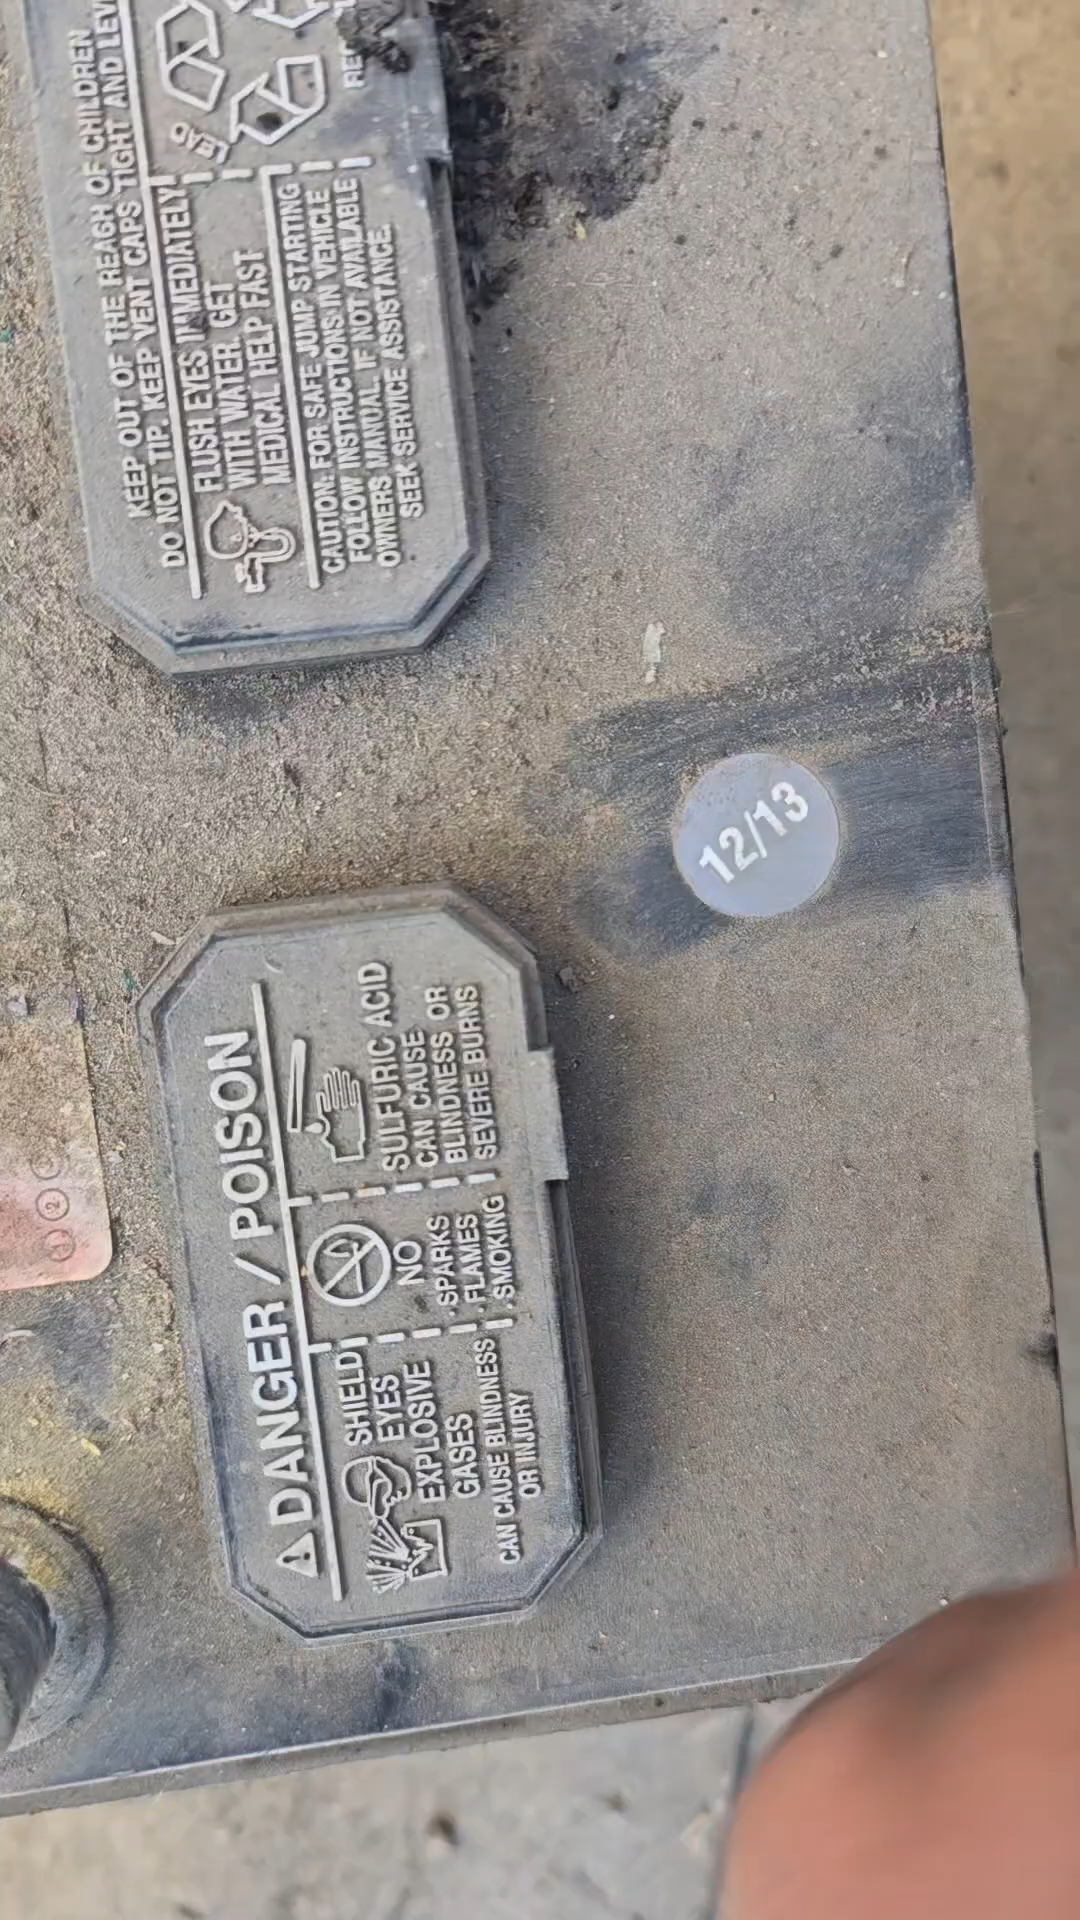 KEEP OUT OF THE REACH OF CHILDREN.
DO NOT TIP. KEEP VENT CAPS TIGHT AND
FLUSH EYES IMMEDIATELY
WITH WATER. GET
MEDICAL HELP FAST
CAUTION: FOR SAFE JUMP STARTING
FOLLOW INSTRUCTIONS IN VEHICLE
OWNERS MANUAL. IF NOT AVAILABLE
SEEK SERVICE ASSISTANCE.
LEAD
12/13
DANGER / POISON
SHIELD
EYES
EXPLOSIVE
GASES
CAN CAUSE BLINDNESS
OR INJURY
NO
· SPARKS
· FLAMES
· SMOKING
SULFURIC ACID
CAN CAUSE
BLINDNESS OR
SEVERE BURNS